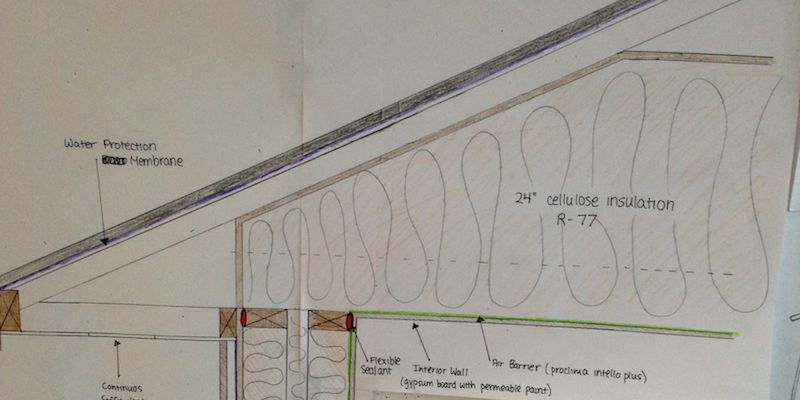 Water Protection
Membrane
24" cellulose insulation
R-77
Flexible
Sealant
Interior Wall
(gypsum board with permeable paint)
Air Barrier (proclima intello plus)
Continuos